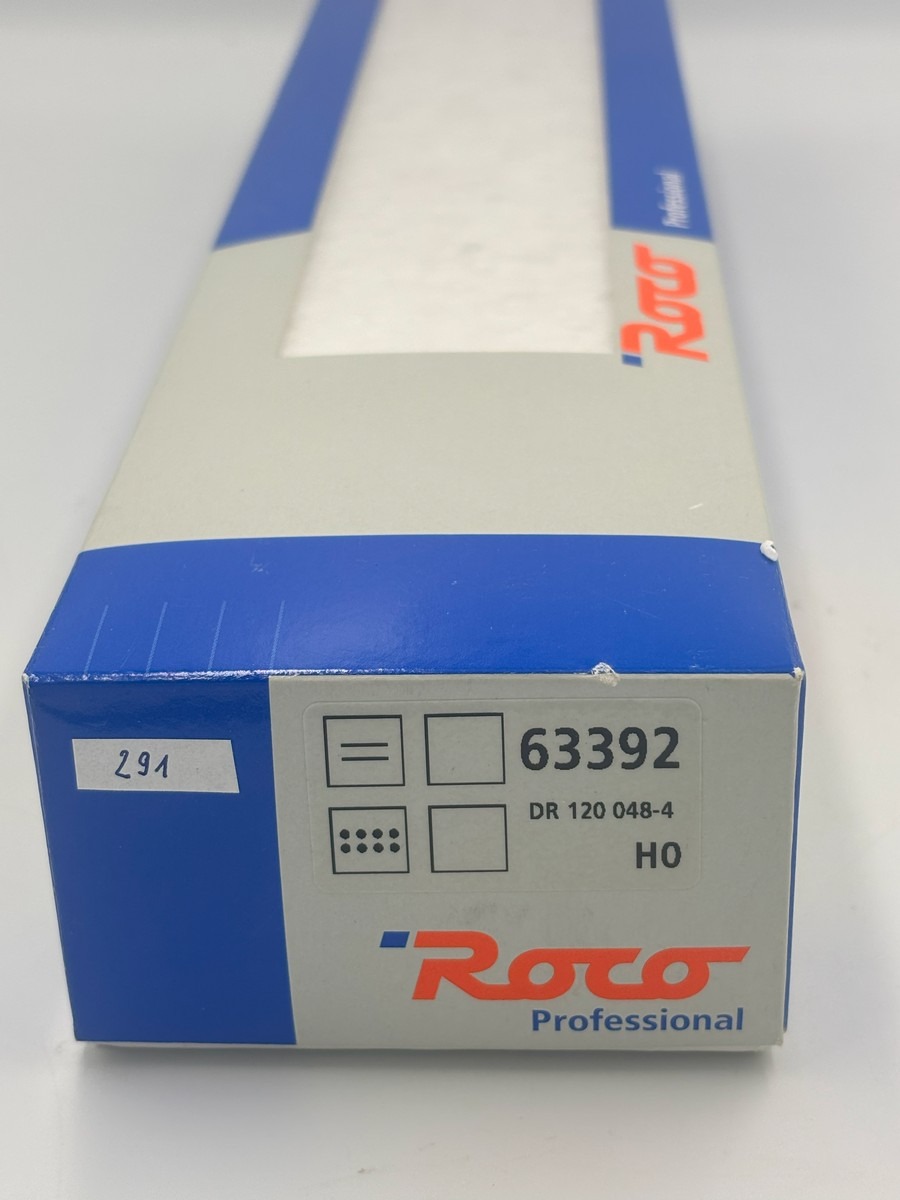 Professional
Roco
291
=
63392
DR 120 048-4
H0
Roco
Professional